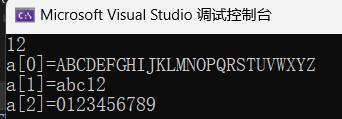 Microsoft Visual Studio 调试控制台
12
a[0]=ABCDEFGHIJKLMNOPQRSTUVWXYZ
a[1]=abc12
a[2]=0123456789